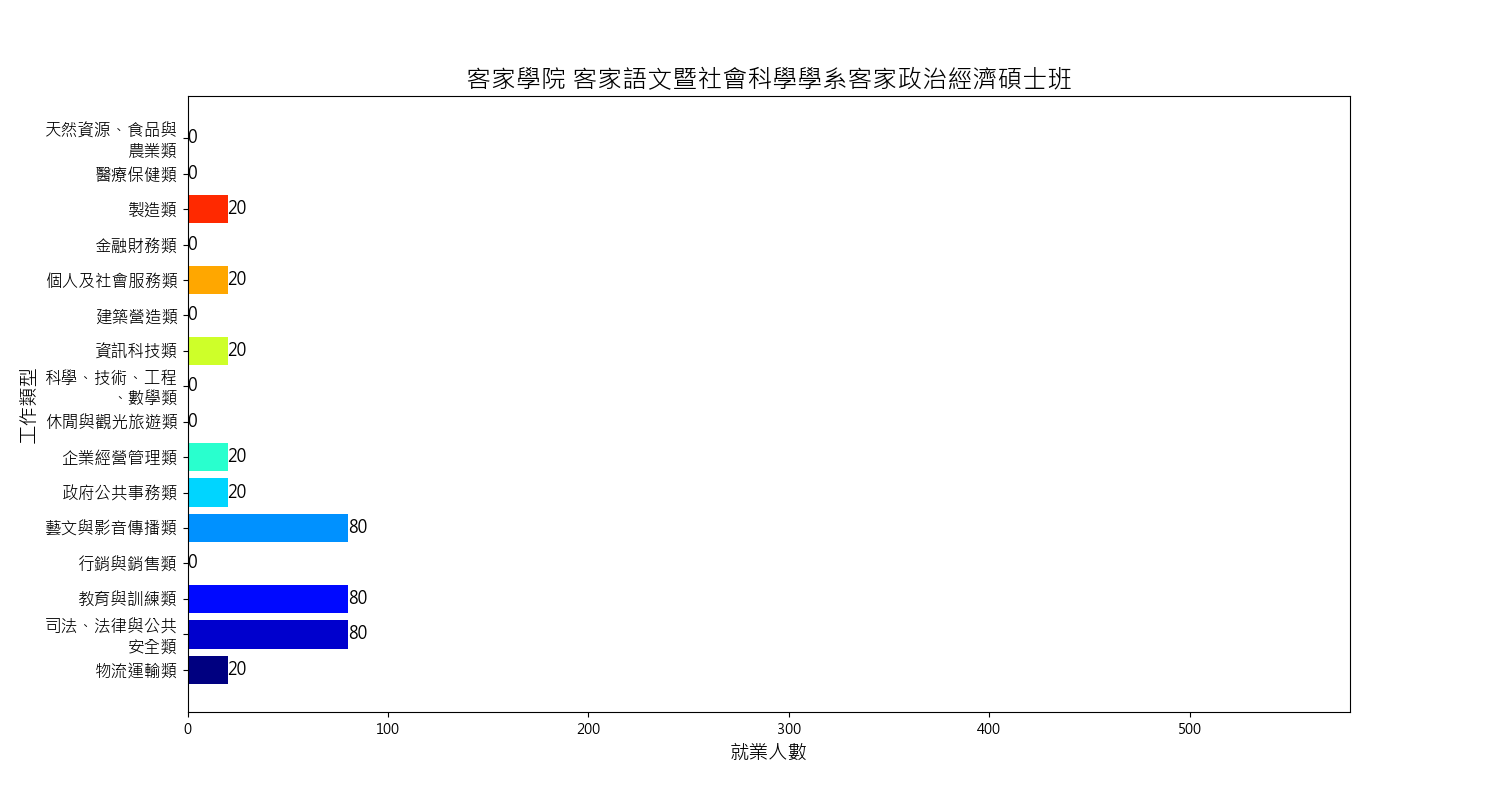 客家學院 客家語文暨社會科學學系客家政治經濟碩士班
天然資源、食品與
農業類
0
醫療保健類
0
製造類
20
金融財務類
0
個人及社會服務類
20
建築營造類
0
資訊科技類
20
科學、技術、工程
、數學類
0
休閒與觀光旅遊類
0
企業經營管理類
20
政府公共事務類
20
藝文與影音傳播類
80
行銷與銷售類
0
教育與訓練類
80
司法、法律與公共
安全類
80
物流運輸類
20
工作類型
0 100 200 300 400 500
就業人數